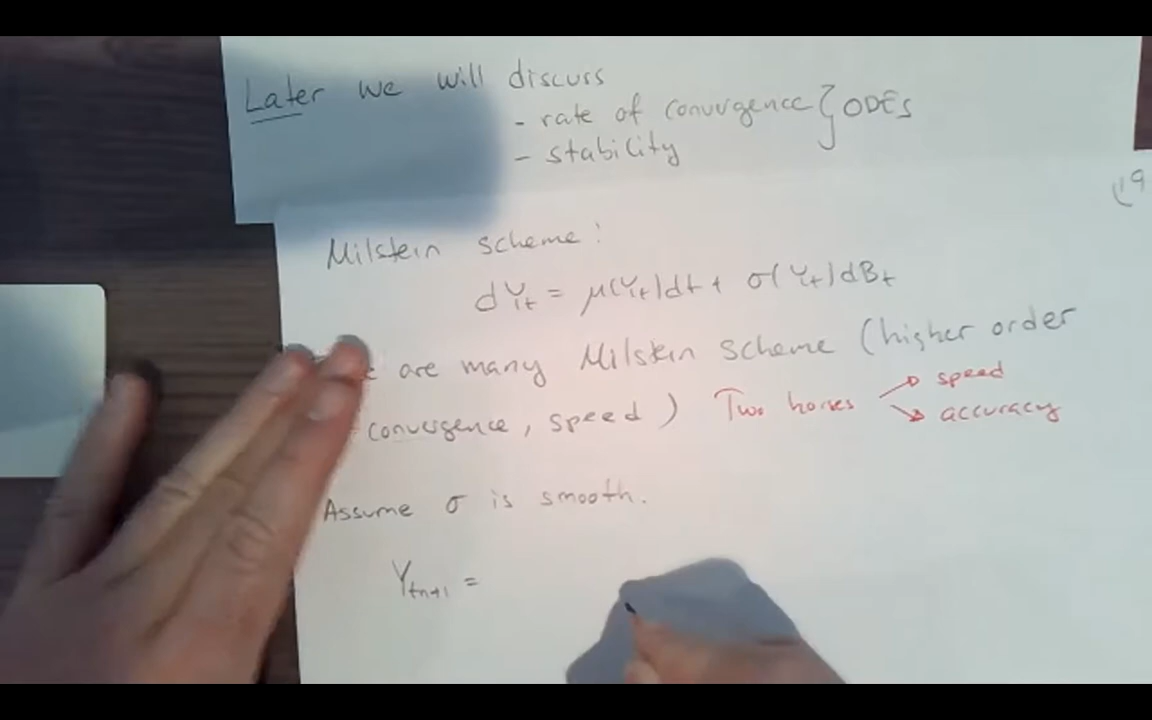 Later we will discuss
- rate of convergence } ODEs
- stability
19
Milstein scheme:
dYt = μ(Yt)dt + σ(Yt)dBt
are many Milstein scheme (higher order
convergence, speed) Two horses → speed
→ accuracy
Assume σ is smooth.
Ytn+1 =